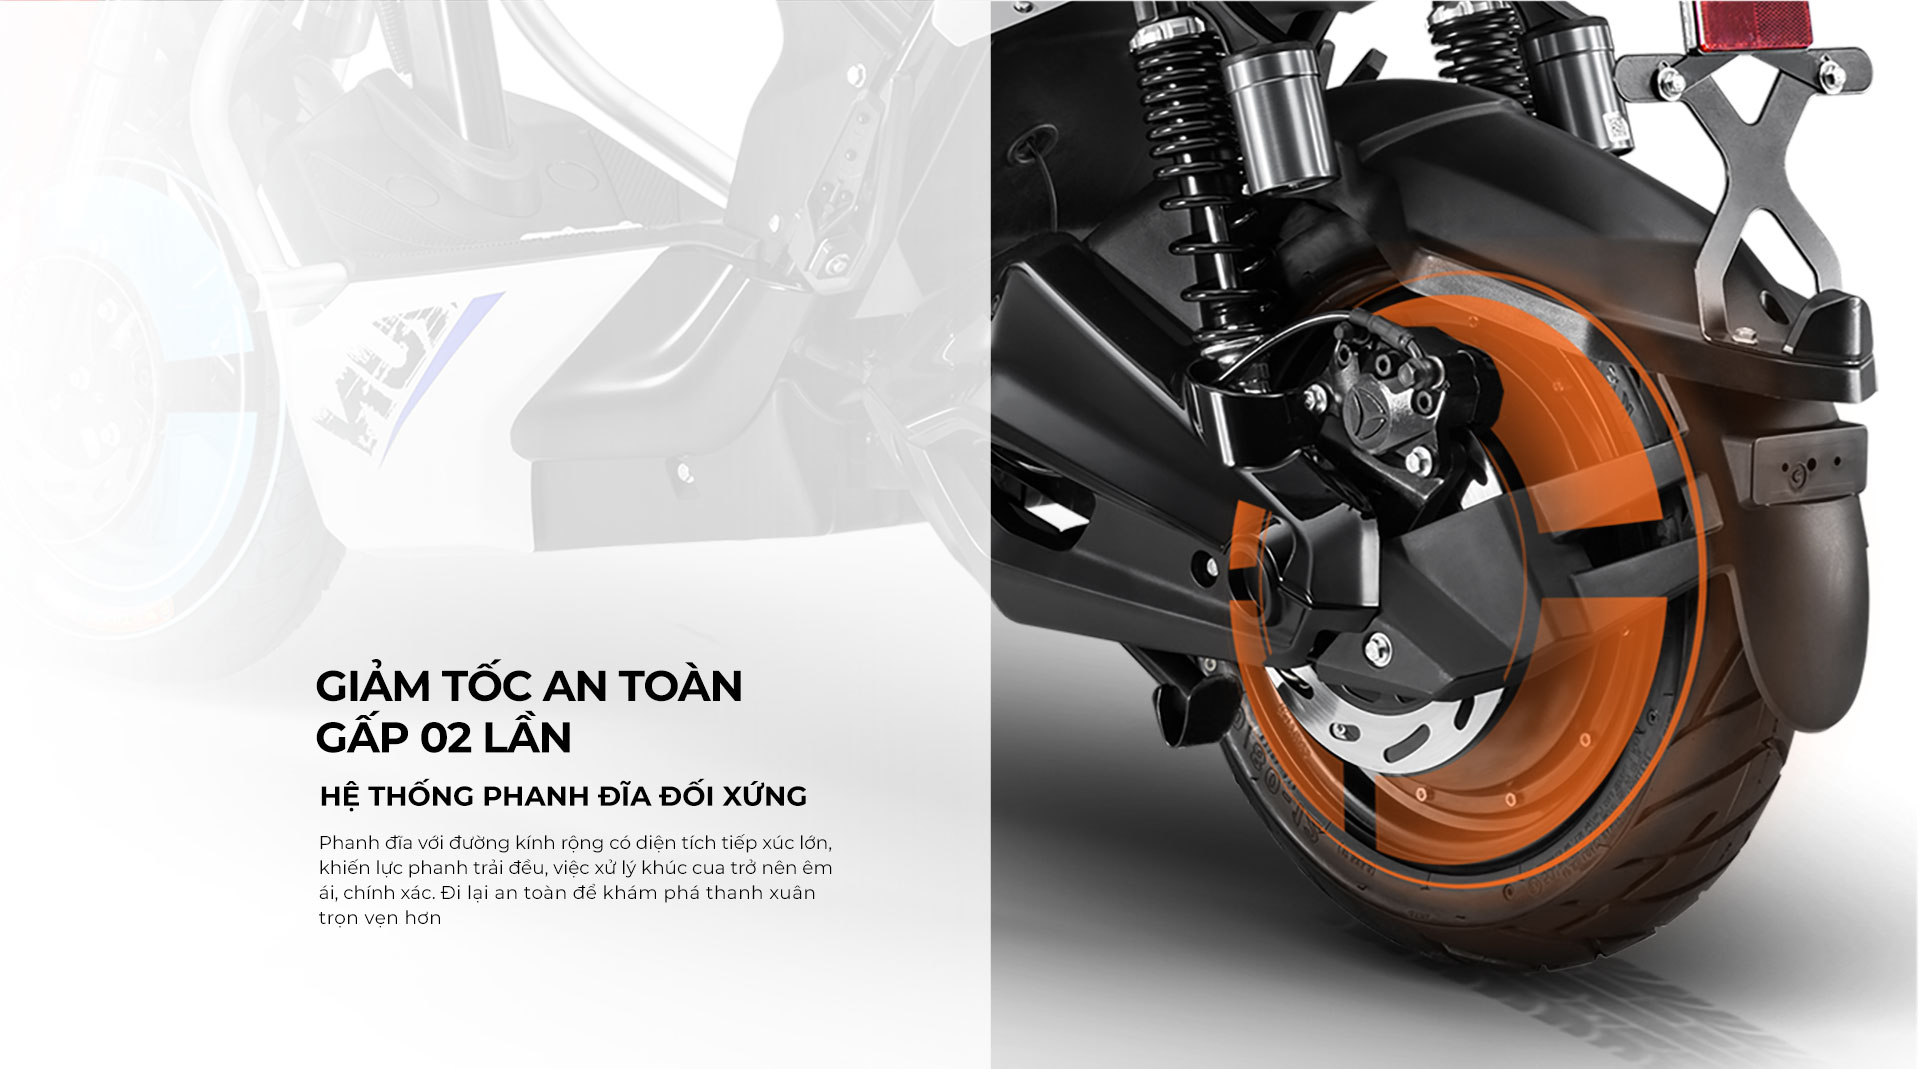 GIẢM TỐC AN TOÀN
GẤP 02 LẦN
HỆ THỐNG PHANH ĐĨA ĐỐI XỨNG
Phanh đĩa với đường kính rộng có diện tích tiếp xúc lớn,
khiến lực phanh trải đều, việc xử lý khúc cua trở nên êm
ái, chính xác. Đi lại an toàn để khám phá thanh xuân
trọn vẹn hơn